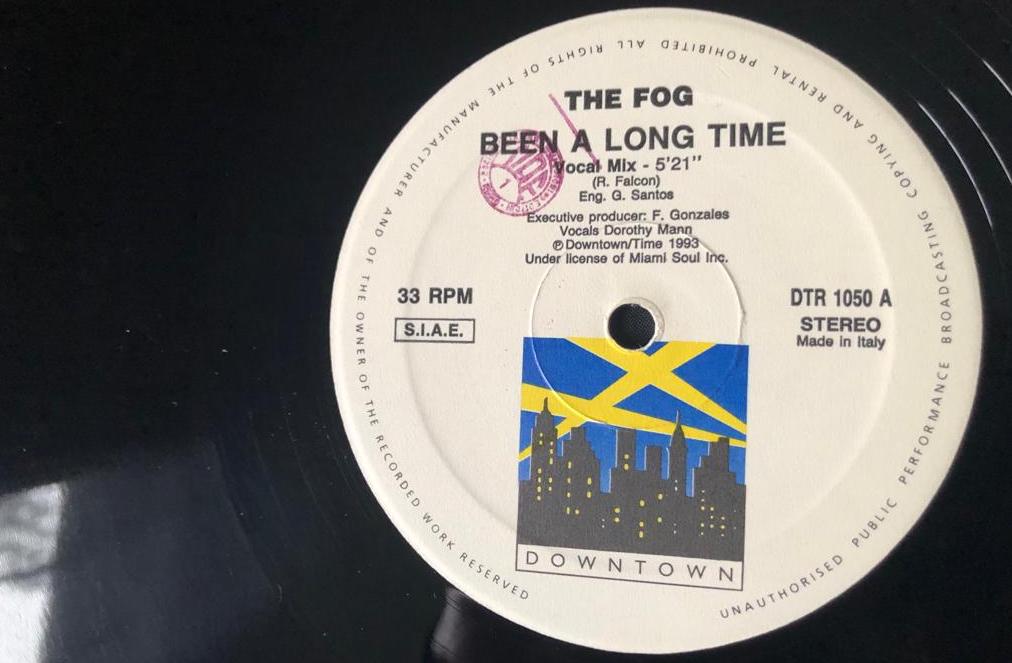 THE FOG
BEEN A LONG TIME
Vocal Mix - 5'21"
(R. Falcon)
Eng. G. Santos
Executive producer: F. Gonzales
Vocals Dorothy Mann
℗ Downtown/Time 1993
Under license of Miami Soul Inc.
33 RPM
S.I.A.E.
DTR 1050 A
STEREO
Made in Italy
DOWNTOWN
ALL RIGHTS OF THE MANUFACTURER AND OF THE OWNER OF THE RECORDED WORK RESERVED
UNAUTHORISED PUBLIC PERFORMANCE BROADCASTING COPYING AND RENTAL PROHIBITED